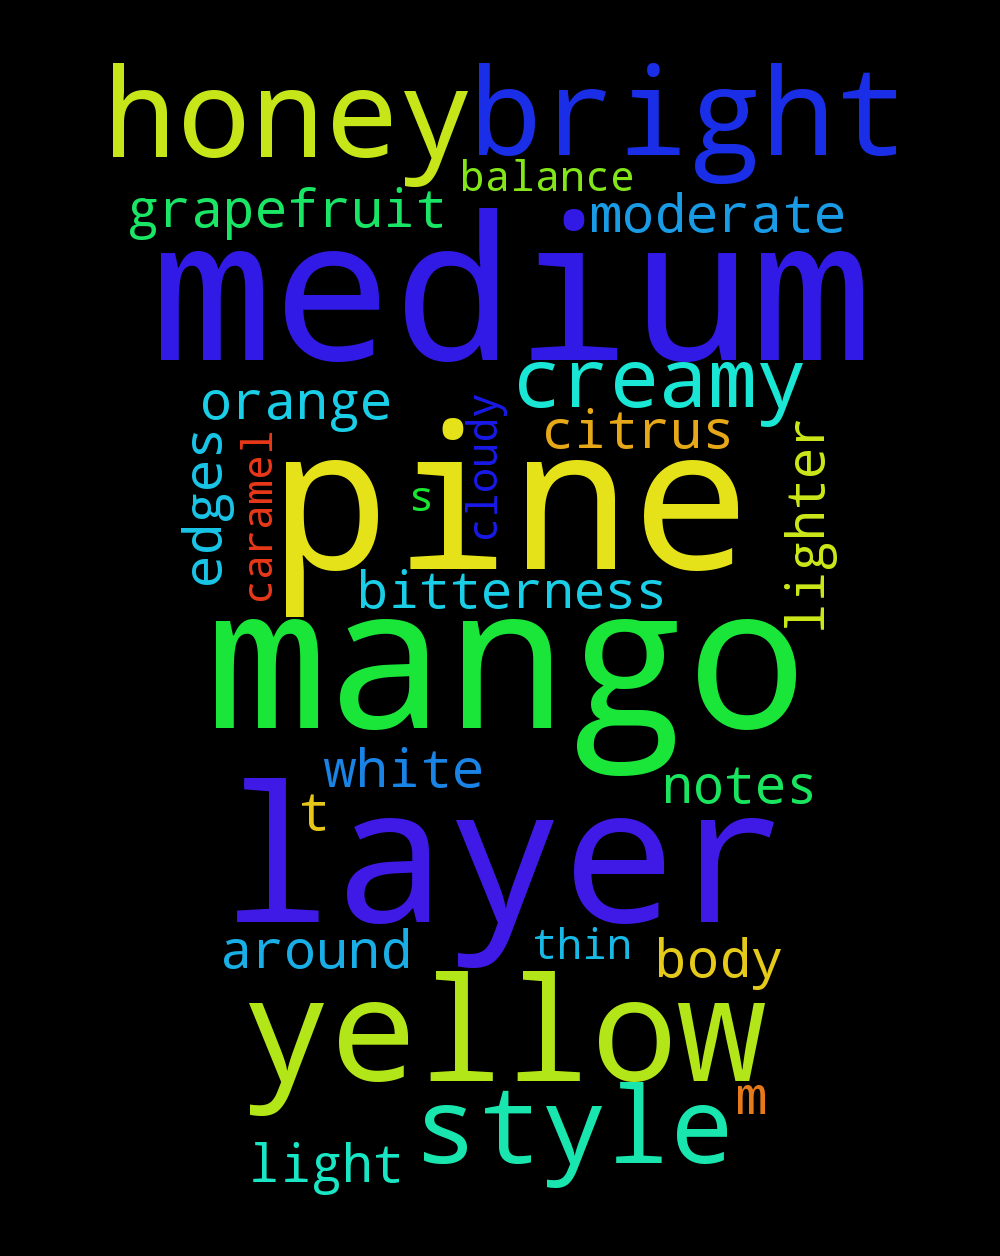 honey bright
balance
grapefruit moderate
medium
creamy
orange citrus
edges caramel cloudy lighter
pine
s
bitterness
mango
white notes
t
layer
around thin body
yellow
m
style
light